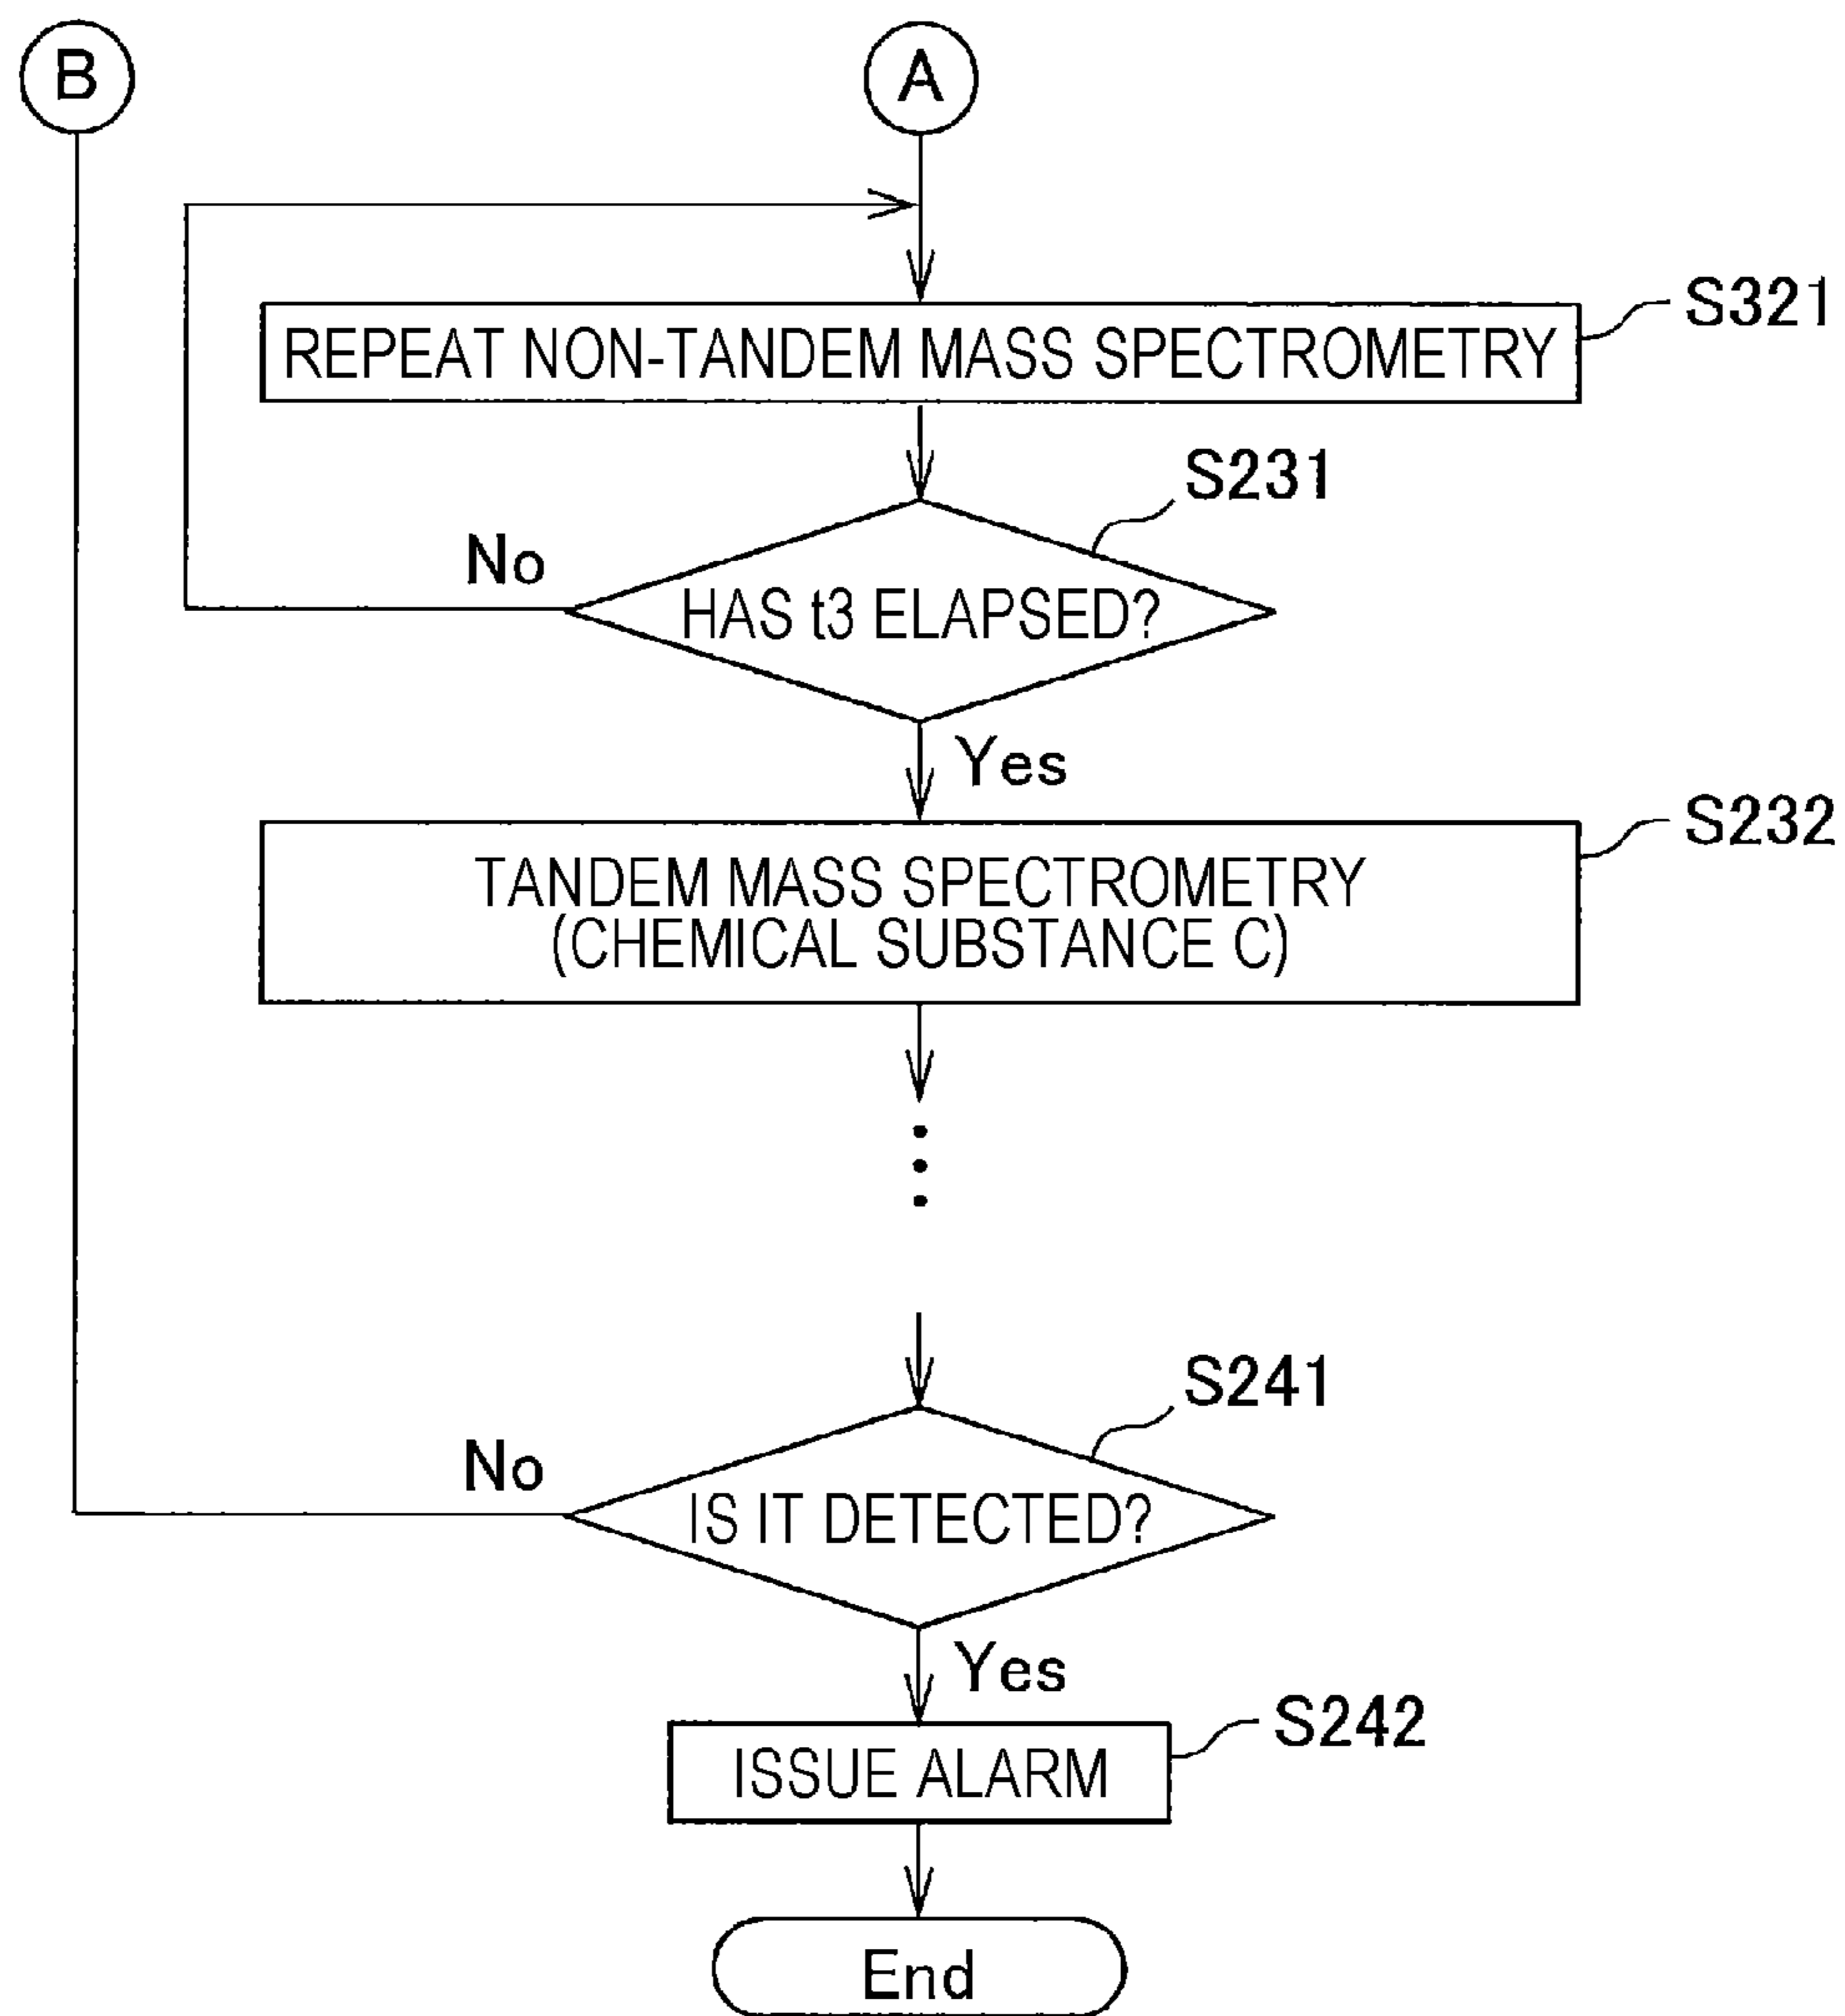 B
A
S321
REPEAT NON-TANDEM MASS SPECTROMETRY
S231
No
HAS t3 ELAPSED?
Yes
S232
TANDEM MASS SPECTROMETRY
(CHEMICAL SUBSTANCE C)
S241
No
IS IT DETECTED?
Yes
S242
ISSUE ALARM
End